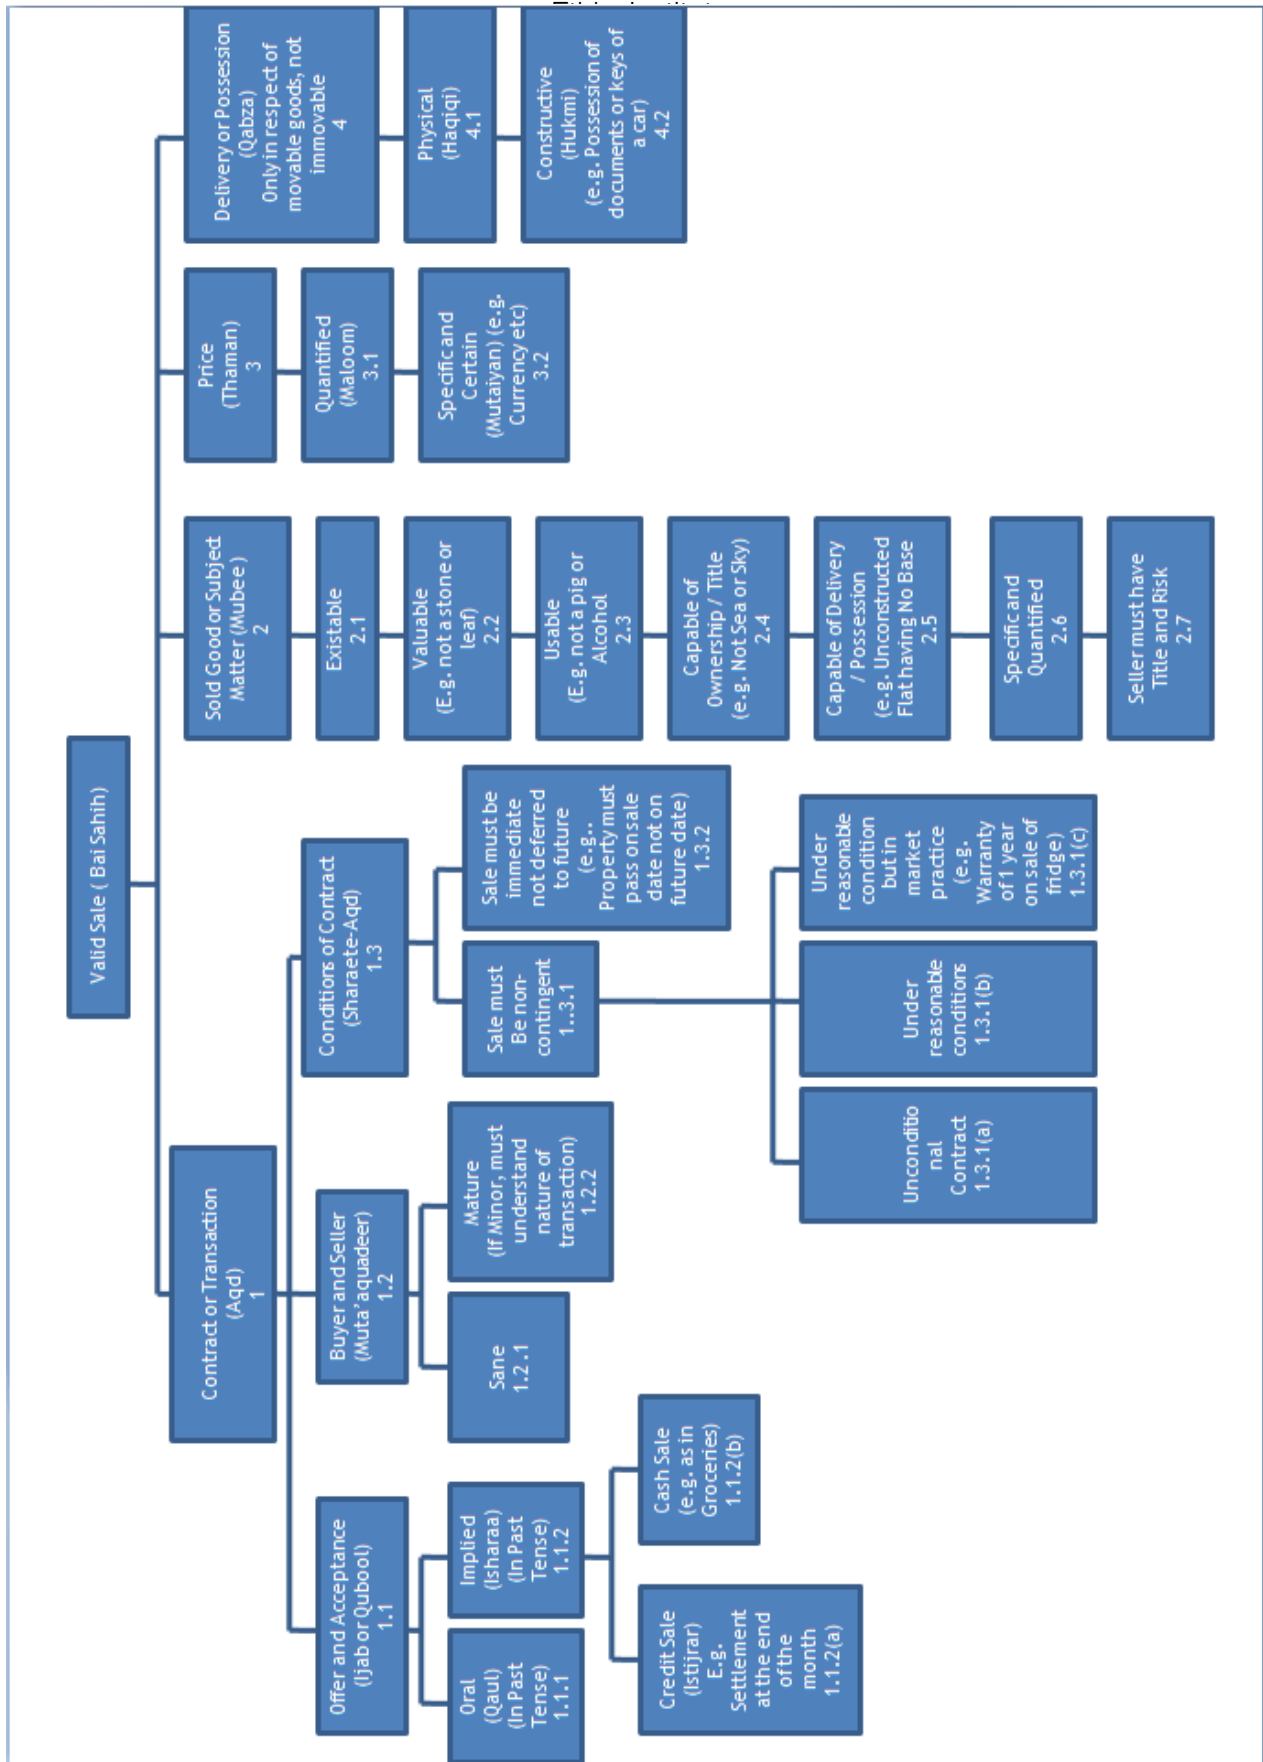 Valid Sale ( Bai Sahih)
Contract or Transaction
(Aqd)
1
Offer and Acceptance
(Ijab or Qubool)
1.1
Oral
(Qaul)
(In Past
Tense)
1.1.1
Implied
(Isharaa)
(In Past
Tense)
1.1.2
Credit Sale
(Istijrar)
E.g.
Settlement
at the end
of the
month
1.1.2(a)
Cash Sale
(e.g. as in
Groceries)
1.1.2(b)
Buyer and Seller
(Muta'aquadeer)
1.2
Sane
1.2.1
Mature
(If Minor, must
understand
nature of
transaction)
1.2.2
Conditions of Contract
(Sharaete-Aqd)
1.3
Sale must
Be non-
contingent
1..3.1
Unconditio
nal
Contract
1.3.1(a)
Under
reasonable
conditions
1.3.1(b)
Under
reasonable
condition
but in
market
practice
(e.g.
Warranty
of 1 year
on sale of
fridge)
1.3.1(c)
Sale must be
immediate
not deferred
to future
(e.g..
Property must
pass on sale
date not on
future date)
1.3.2
Sold Good or Subject
Matter (Mubee)
2
Existable
2.1
Valuable
(E.g. not a stone or
leaf)
2.2
Usable
(E.g. not a pig or
Alcohol
2.3
Capable of
Ownership / Title
(e.g. Not Sea or Sky)
2.4
Capable of Delivery
/ Possession
(e.g. Unconstructed
Flat having No Base
2.5
Specific and
Quantified
2.6
Seller must have
Title and Risk
2.7
Price
(Thaman)
3
Quantified
(Maloom)
3.1
Specific and
Certain
(Mutaiyan) (e.g.
Currency etc)
3.2
Delivery or Possession
(Qabza)
Only in respect of
movable goods, not
immovable
4
Physical
(Haqiqi)
4.1
Constructive
(Hukmi)
(e.g. Possession of
documents or keys of
a car)
4.2